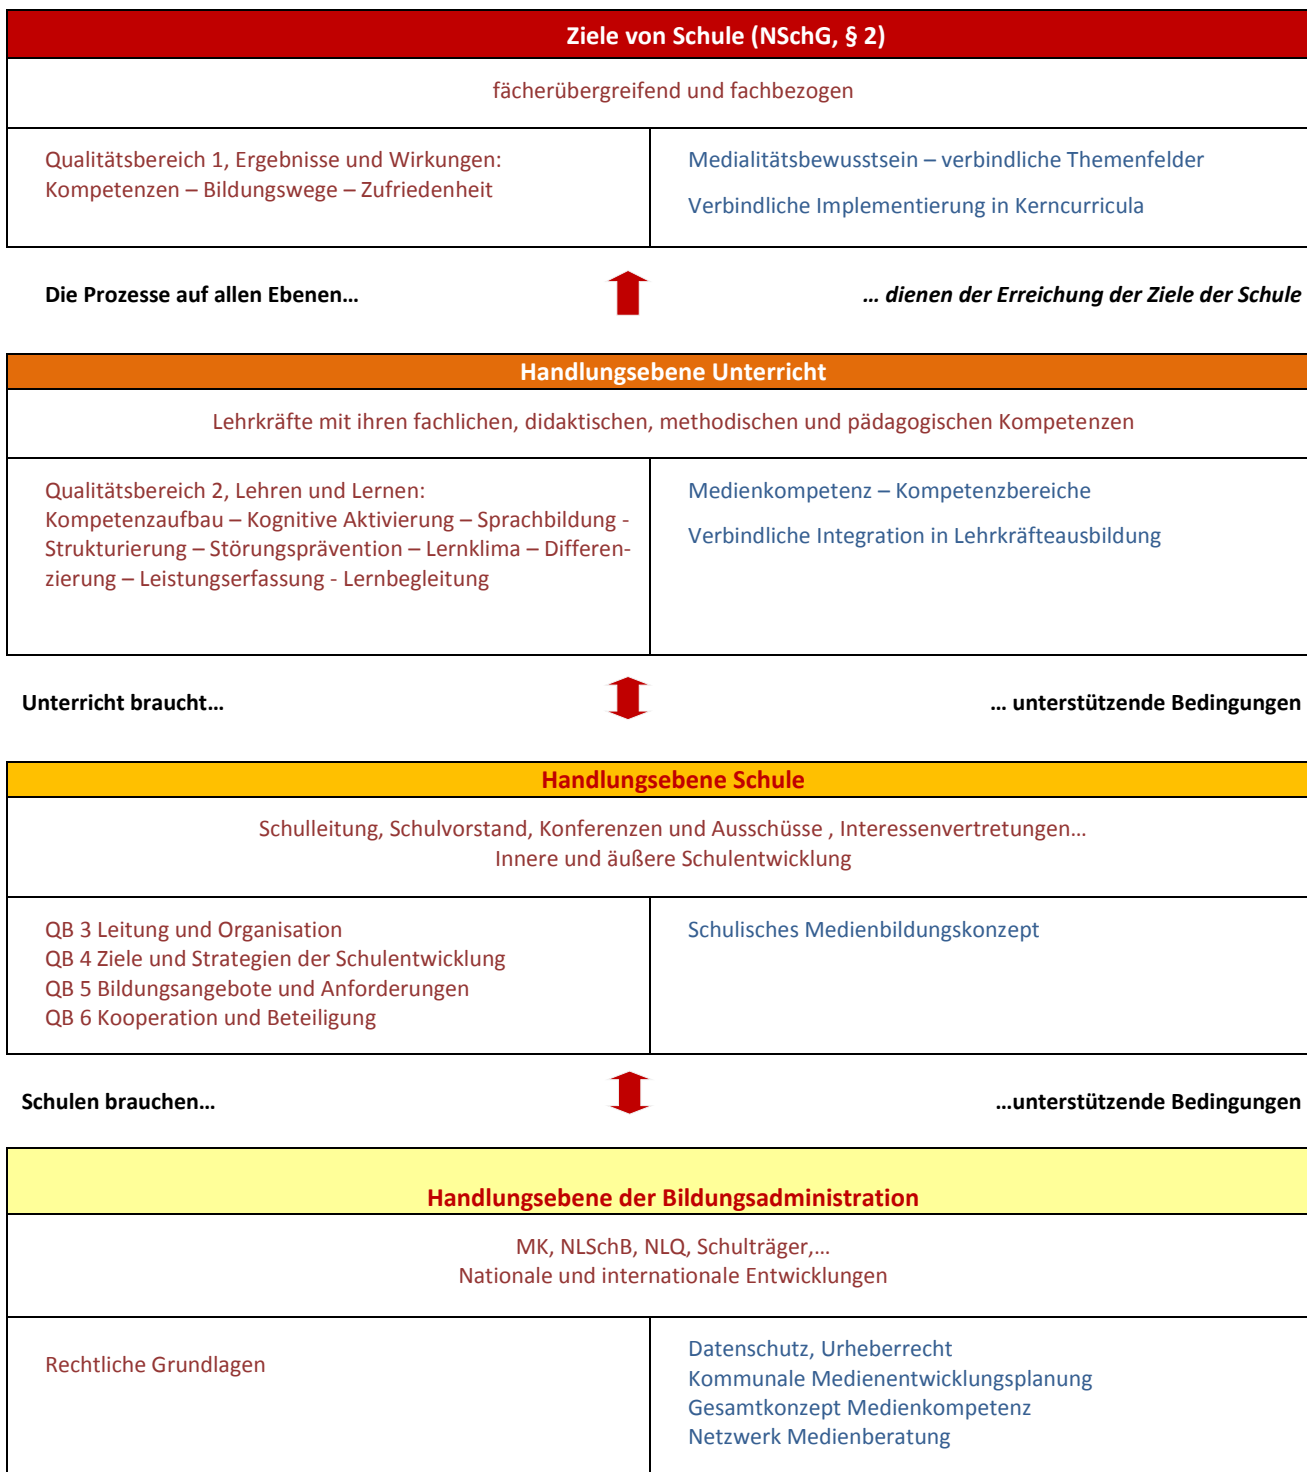 Ziele von Schule (NSchG, § 2)
fächerübergreifend und fachbezogen
Qualitätsbereich 1, Ergebnisse und Wirkungen:
Kompetenzen – Bildungswege – Zufriedenheit
Medialitätsbewusstsein – verbindliche Themenfelder
Verbindliche Implementierung in Kerncurricula
Die Prozesse auf allen Ebenen…
… dienen der Erreichung der Ziele der Schule
Handlungsebene Unterricht
Lehrkräfte mit ihren fachlichen, didaktischen, methodischen und pädagogischen Kompetenzen
Qualitätsbereich 2, Lehren und Lernen:
Kompetenzaufbau – Kognitive Aktivierung – Sprachbildung -
Strukturierung – Störungsprävention – Lernklima – Differen-
zierung – Leistungserfassung - Lernbegleitung
Medienkompetenz – Kompetenzbereiche
Verbindliche Integration in Lehrkräfteausbildung
Unterricht braucht…
… unterstützende Bedingungen
Handlungsebene Schule
Schulleitung, Schulvorstand, Konferenzen und Ausschüsse , Interessenvertretungen…
Innere und äußere Schulentwicklung
QB 3 Leitung und Organisation
QB 4 Ziele und Strategien der Schulentwicklung
QB 5 Bildungsangebote und Anforderungen
QB 6 Kooperation und Beteiligung
Schulisches Medienbildungskonzept
Schulen brauchen…
…unterstützende Bedingungen
Handlungsebene der Bildungsadministration
MK, NLSchB, NLQ, Schulträger,…
Nationale und internationale Entwicklungen
Rechtliche Grundlagen
Datenschutz, Urheberrecht
Kommunale Medienentwicklungsplanung
Gesamtkonzept Medienkompetenz
Netzwerk Medienberatung